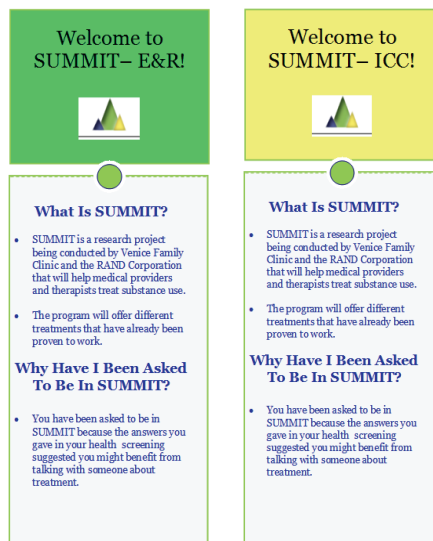 Welcome to
SUMMIT– E&R!
What Is SUMMIT?
• SUMMIT is a research project
being conducted by Venice Family
Clinic and the RAND Corporation
that will help medical providers
and therapists treat substance use.
• The program will offer different
treatments that have already been
proven to work.
Why Have I Been Asked
To Be In SUMMIT?
• You have been asked to be in
SUMMIT because the answers you
gave in your health screening
suggested you might benefit from
talking with someone about
treatment.
Welcome to
SUMMIT– ICC!
What Is SUMMIT?
• SUMMIT is a research project
being conducted by Venice Family
Clinic and the RAND Corporation
that will help medical providers
and therapists treat substance use.
• The program will offer different
treatments that have already been
proven to work.
Why Have I Been Asked
To Be In SUMMIT?
• You have been asked to be in
SUMMIT because the answers you
gave in your health screening
suggested you might benefit from
talking with someone about
treatment.